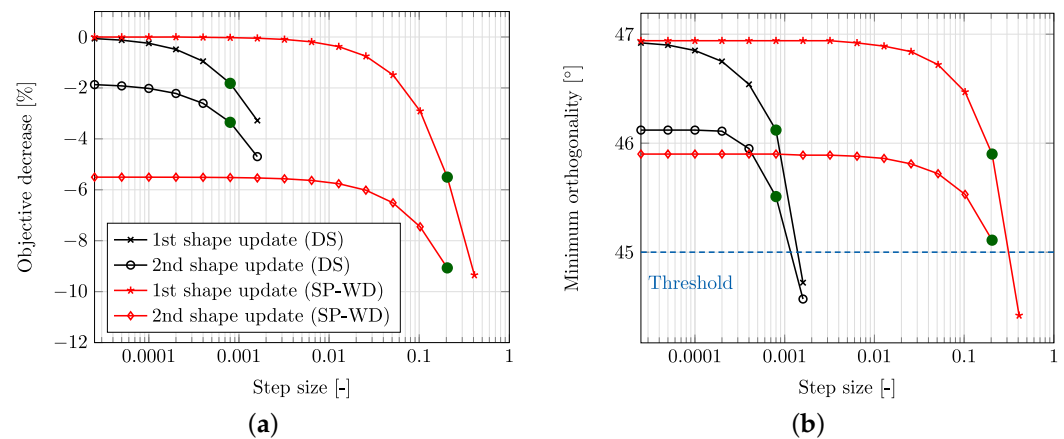 Objective decrease [%]
0
−2
−4
−6
−8
−10
−12
1st shape update (DS)
2nd shape update (DS)
1st shape update (SP-WD)
2nd shape update (SP-WD)
0.0001 0.001 0.01 0.1 1
Step size [-]
(a)
Minimum orthogonality [°]
47
46
45
Threshold
0.0001 0.001 0.01 0.1 1
Step size [-]
(b)